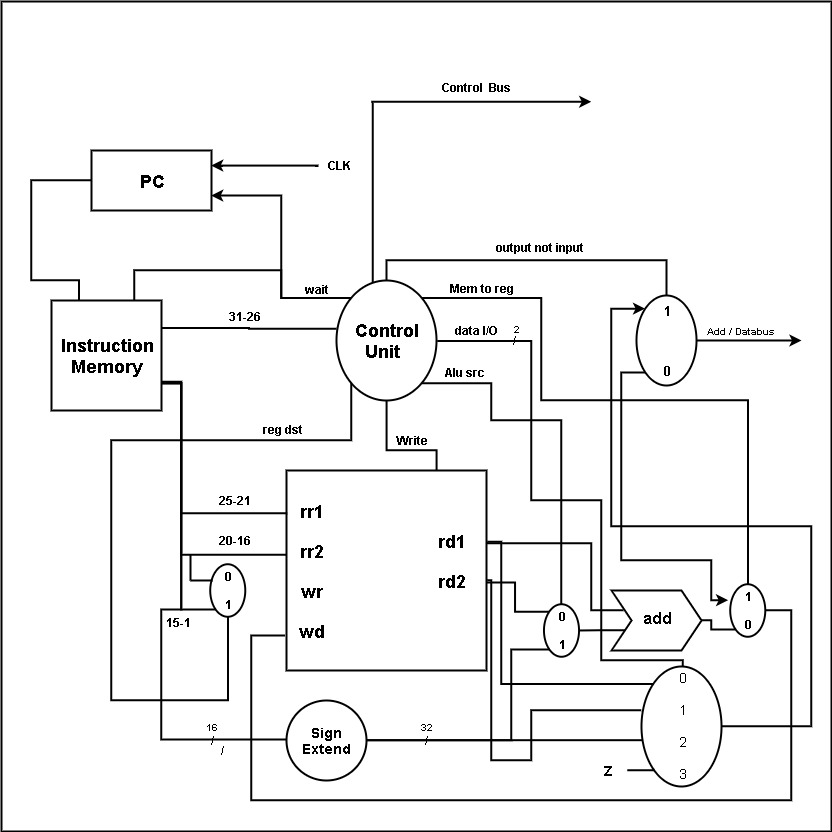 Control Bus
PC
CLK
output not input
wait
Mem to reg
31-26
Control
Unit
data I/O
2
1
Add / Databus
Instruction
Memory
Alu src
0
reg dst
Write
25-21
rr1
20-16
rr2
rd1
0
wr
rd2
1
1
15-1
0
add
0
wd
1
0
1
16
/
Sign
Extend
32
2
Z
3